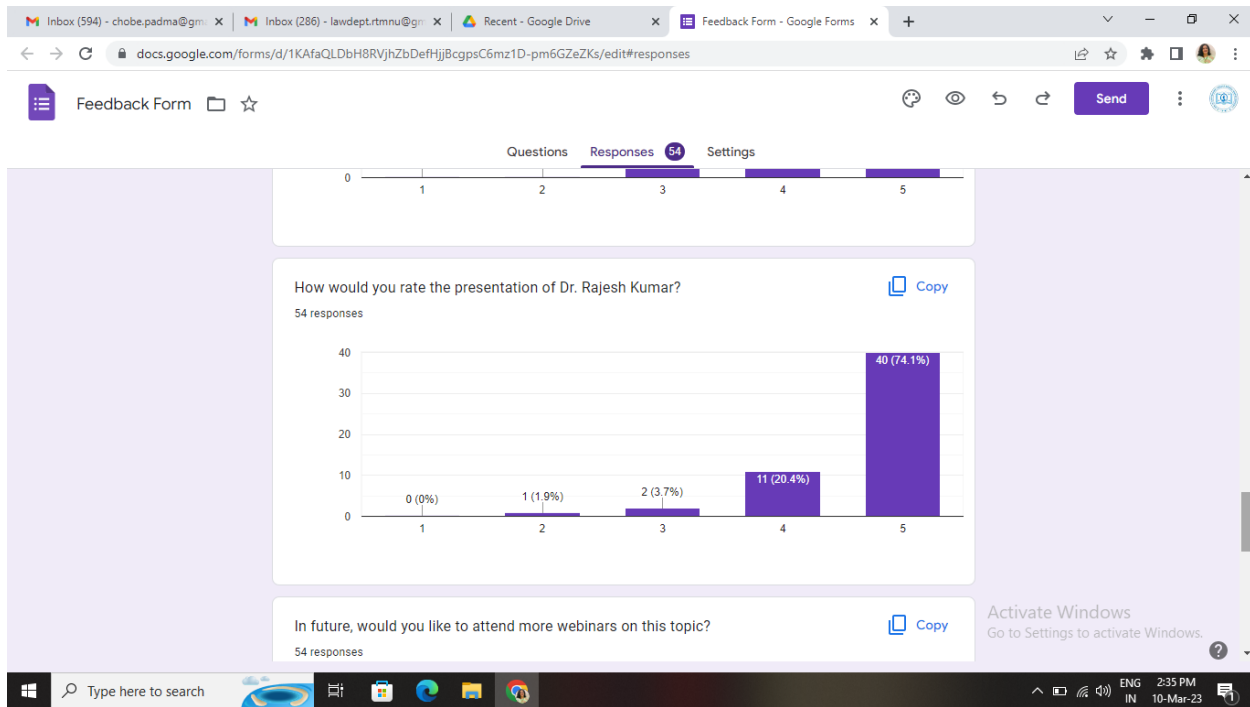 Inbox (594) - chobe.padma@gm
Inbox (286) - lawdept.rtmnu@gm
Recent - Google Drive
Feedback Form - Google Forms
docs.google.com/forms/d/1KAfaQLDbH8RVjhZbDefHjjBcgpsC6mz1D-pm6GZeZKs/edit#responses
Feedback Form
Send
Questions Responses 54 Settings
0
1 2 3 4 5
How would you rate the presentation of Dr. Rajesh Kumar?
Copy
54 responses
40
30
20
10
0
0 (0%)
1 (1.9%)
2 (3.7%)
11 (20.4%)
40 (74.1%)
1 2 3 4 5
In future, would you like to attend more webinars on this topic?
Copy
54 responses
Activate Windows
Go to Settings to activate Windows.
Type here to search
ENG
IN
2:35 PM
10-Mar-23
1